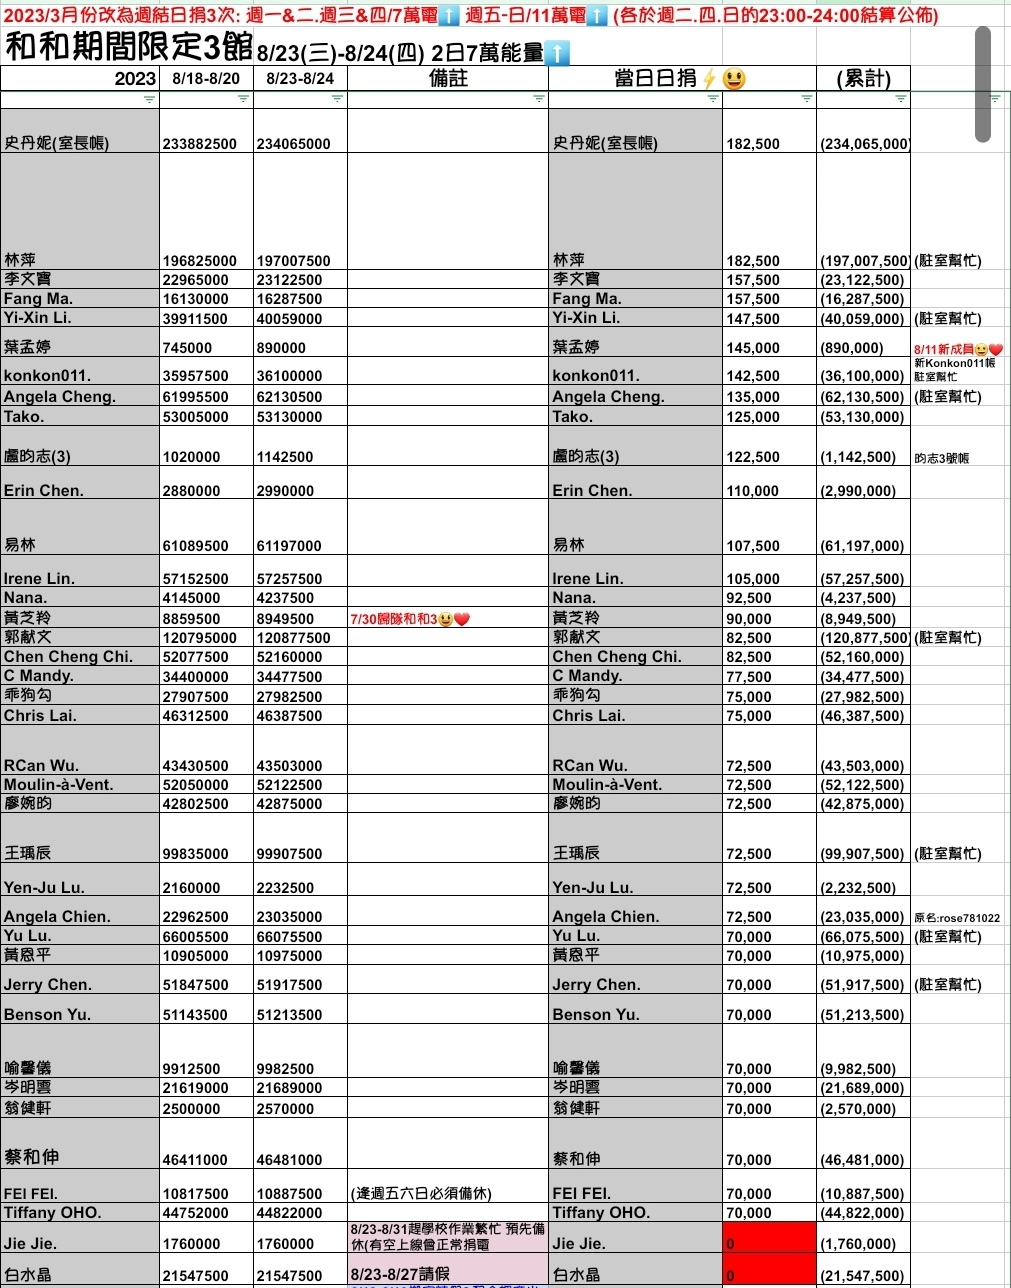 2023/3月份改為週結日捐3次: 週一&二.週三&四/7萬電⬆️ 週五-日/11萬電⬆️ (各於週二.四.日的23:00-24:00結算公佈)
和和期間限定3館 8/23(三)-8/24(四) 2日7萬能量⬆️
2023 8/18-8/20 8/23-8/24 備註 當日日捐⚡😃 (累計)
史丹妮(室長帳) 233882500 234065000 史丹妮(室長帳) 182,500 (234,065,000)
林萍 196825000 197007500 林萍 182,500 (197,007,500) (駐室幫忙)
李文寶 22965000 23122500 李文寶 157,500 (23,122,500)
Fang Ma. 16130000 16287500 Fang Ma. 157,500 (16,287,500)
Yi-Xin Li. 39911500 40059000 Yi-Xin Li. 147,500 (40,059,000) (駐室幫忙)
葉孟婷 745000 890000 葉孟婷 145,000 (890,000) 8/11新成員😃❤️
konkon011. 35957500 36100000 konkon011. 142,500 (36,100,000) 新Konkon011帳
駐室幫忙
Angela Cheng. 61995500 62130500 Angela Cheng. 135,000 (62,130,500) (駐室幫忙)
Tako. 53005000 53130000 Tako. 125,000 (53,130,000)
盧昀志(3) 1020000 1142500 盧昀志(3) 122,500 (1,142,500) 昀志3號帳
Erin Chen. 2880000 2990000 Erin Chen. 110,000 (2,990,000)
易林 61089500 61197000 易林 107,500 (61,197,000)
Irene Lin. 57152500 57257500 Irene Lin. 105,000 (57,257,500)
Nana. 4145000 4237500 Nana. 92,500 (4,237,500)
黃芝羚 8859500 8949500 7/30歸隊和和3😃❤️ 黃芝羚 90,000 (8,949,500)
郭献文 120795000 120877500 郭献文 82,500 (120,877,500) (駐室幫忙)
Chen Cheng Chi. 52077500 52160000 Chen Cheng Chi. 82,500 (52,160,000)
C Mandy. 34400000 34477500 C Mandy. 77,500 (34,477,500)
乖狗勾 27907500 27982500 乖狗勾 75,000 (27,982,500)
Chris Lai. 46312500 46387500 Chris Lai. 75,000 (46,387,500)
RCan Wu. 43430500 43503000 RCan Wu. 72,500 (43,503,000)
Moulin-à-Vent. 52050000 52122500 Moulin-à-Vent. 72,500 (52,122,500)
廖婉昀 42802500 42875000 廖婉昀 72,500 (42,875,000)
王瑀辰 99835000 99907500 王瑀辰 72,500 (99,907,500) (駐室幫忙)
Yen-Ju Lu. 2160000 2232500 Yen-Ju Lu. 72,500 (2,232,500)
Angela Chien. 22962500 23035000 Angela Chien. 72,500 (23,035,000) 原名:rose781022
Yu Lu. 66005500 66075500 Yu Lu. 70,000 (66,075,500) (駐室幫忙)
黃恩平 10905000 10975000 黃恩平 70,000 (10,975,000)
Jerry Chen. 51847500 51917500 Jerry Chen. 70,000 (51,917,500) (駐室幫忙)
Benson Yu. 51143500 51213500 Benson Yu. 70,000 (51,213,500)
喻馨儀 9912500 9982500 喻馨儀 70,000 (9,982,500)
岑明雲 21619000 21689000 岑明雲 70,000 (21,689,000)
翁健軒 2500000 2570000 翁健軒 70,000 (2,570,000)
蔡和伸 46411000 46481000 蔡和伸 70,000 (46,481,000)
FEI FEI. 10817500 10887500 (逢週五六日必須備休) FEI FEI. 70,000 (10,887,500)
Tiffany OHO. 44752000 44822000 Tiffany OHO. 70,000 (44,822,000)
Jie Jie. 1760000 1760000 8/23-8/31趕學校作業繁忙 預先備
休(有空上線會正常捐電 Jie Jie. 0 (1,760,000)
白水晶 21547500 21547500 8/23-8/27請假 白水晶 0 (21,547,500)